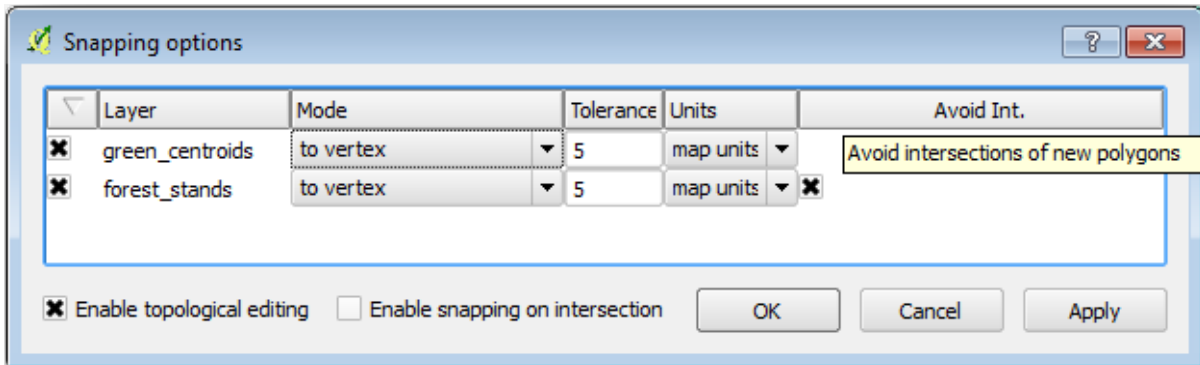 Snapping options
Layer Mode Tolerance Units Avoid Int.
green_centroids to vertex 5 map units Avoid intersections of new polygons
forest_stands to vertex 5 map units
Enable topological editing Enable snapping on intersection OK Cancel Apply